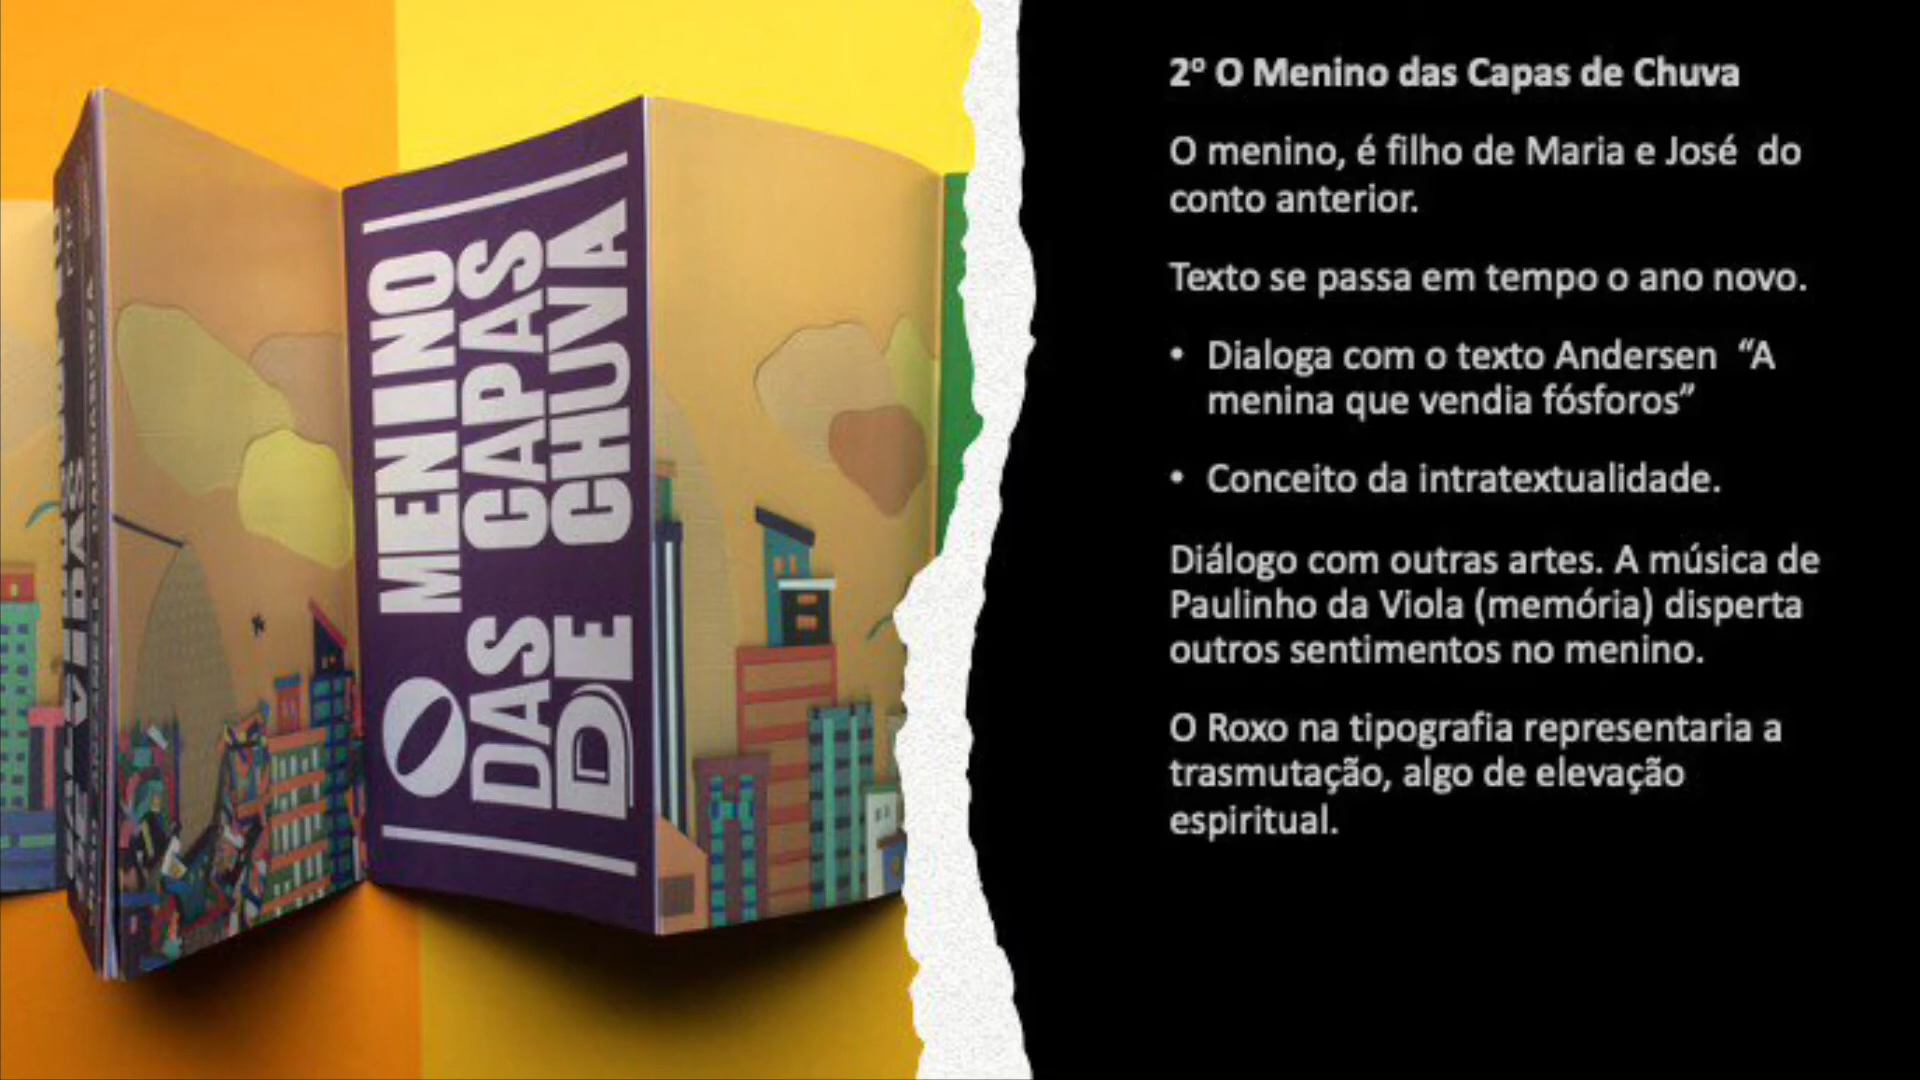 O MENINO
DAS CAPAS
DE CHUVA
2º O Menino das Capas de Chuva
O menino, é filho de Maria e José do
conto anterior.
Texto se passa em tempo o ano novo.
• Dialoga com o texto Andersen “A
menina que vendia fósforos”
• Conceito da intratextualidade.
Diálogo com outras artes. A música de
Paulinho da Viola (memória) disperta
outros sentimentos no menino.
O Roxo na tipografia representaria a
trasmutação, algo de elevação
espiritual.